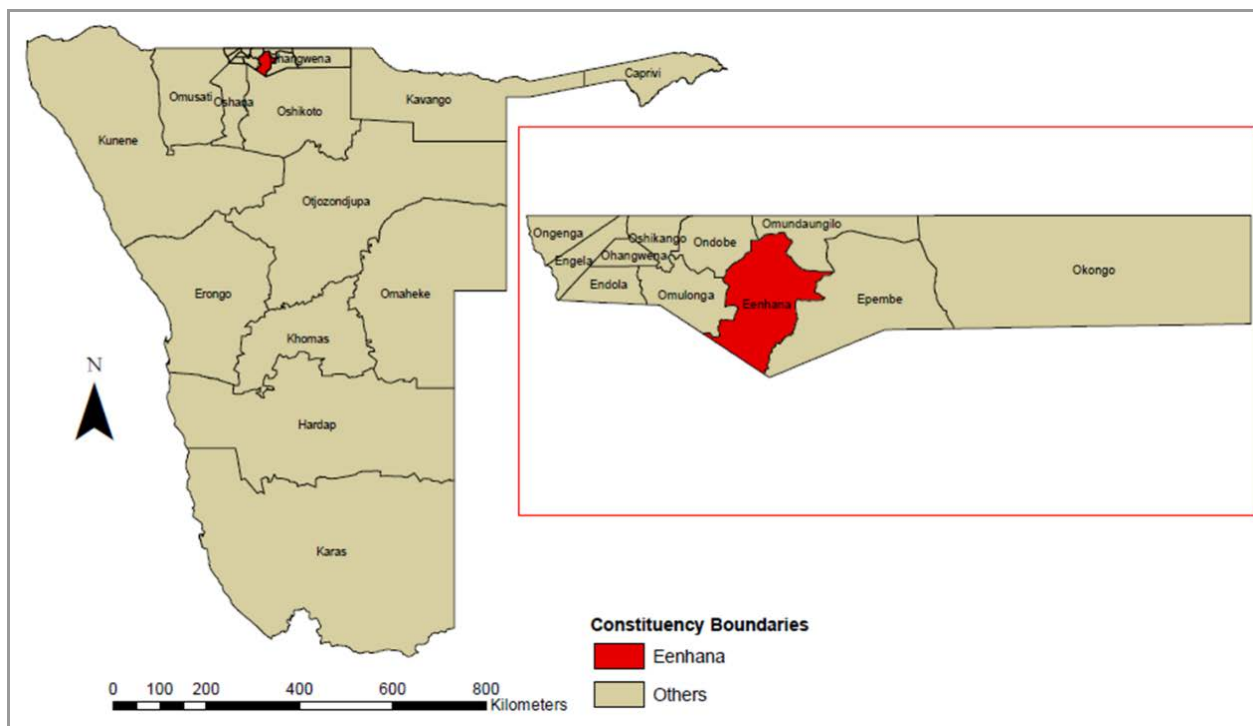 Ohangwena
Caprivi
Omusati
Oshana
Oshikoto
Kavango
Kunene
Otjozondjupa
Erongo
Omaheke
Khomas
Hardap
Karas
N
Ongenga
Oshikango
Ondobe
Omundaungilo
Engela
Ohangwena
Endola
Omulonga
Eenhana
Epembe
Okongo
Constituency Boundaries
Eenhana
Others
0 100 200 400 600 800
Kilometers